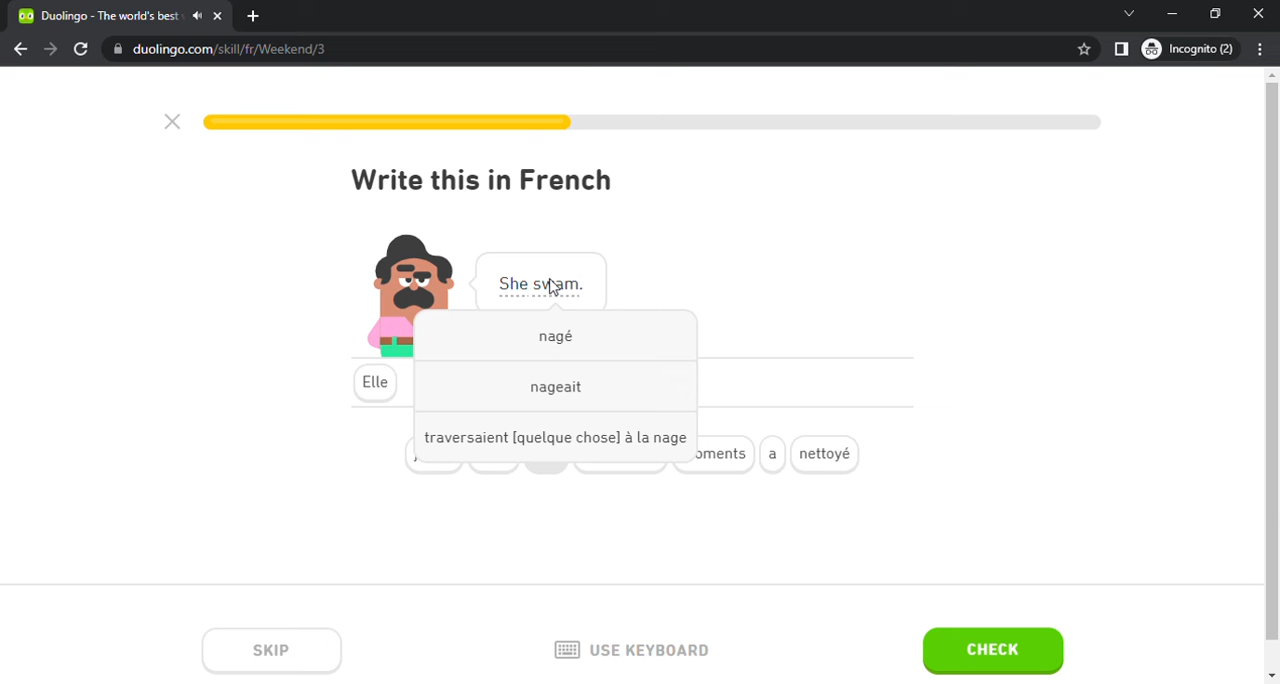 Duolingo - The world's best
duolingo.com/skill/fr/Weekend/3
Incognito (2)
Write this in French
She swam.
nagé
nageait
traversaient [quelque chose] à la nage
Elle
a nettoyé
SKIP
USE KEYBOARD
CHECK